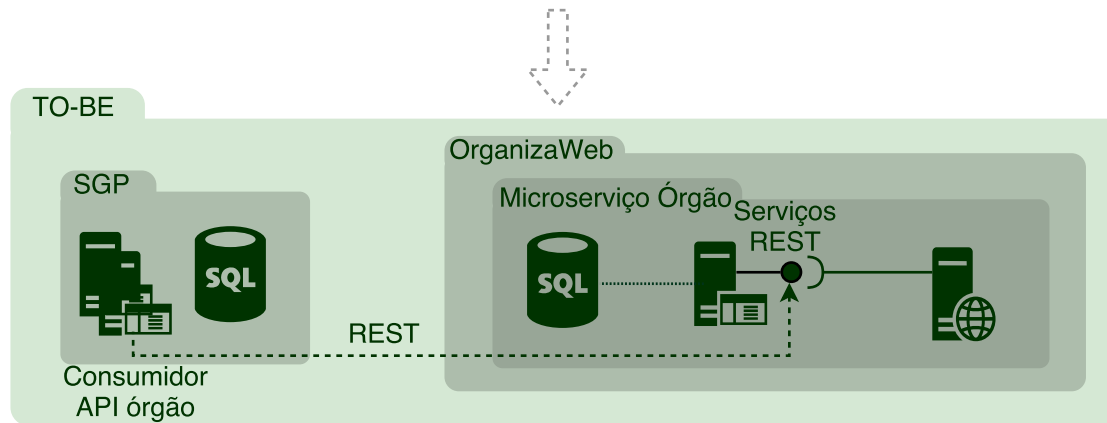 TO-BE
OrganizaWeb
SGP
Microserviço Órgão
Serviços
REST
SQL
SQL
REST
Consumidor
API órgão